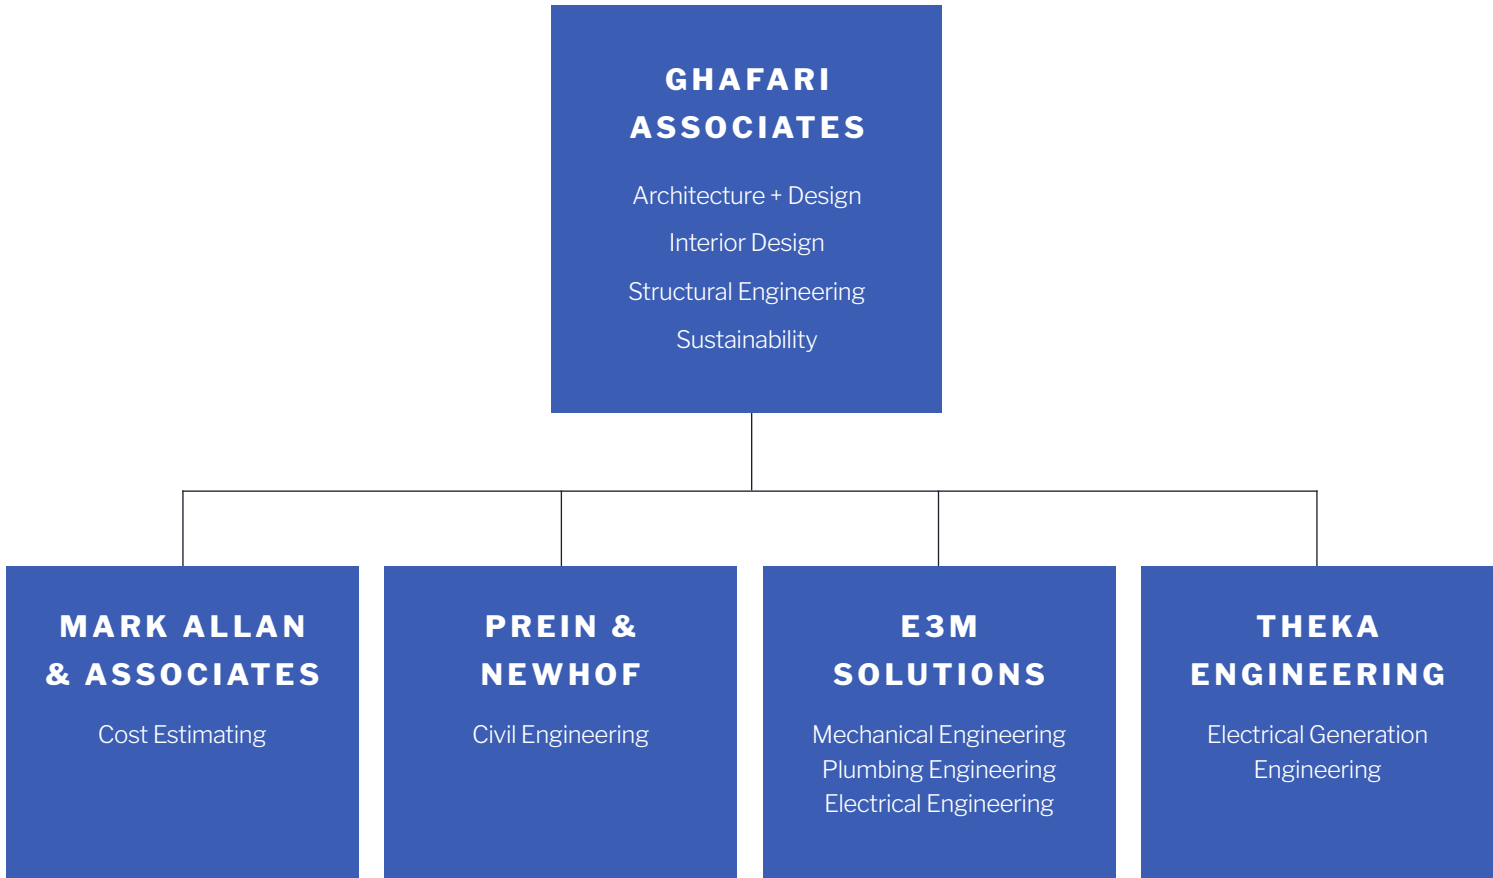 GHAFARI
ASSOCIATES
Architecture + Design
Interior Design
Structural Engineering
Sustainability
MARK ALLAN
& ASSOCIATES
Cost Estimating
PREIN &
NEWHOF
Civil Engineering
E3M
SOLUTIONS
Mechanical Engineering
Plumbing Engineering
Electrical Engineering
THEKA
ENGINEERING
Electrical Generation
Engineering